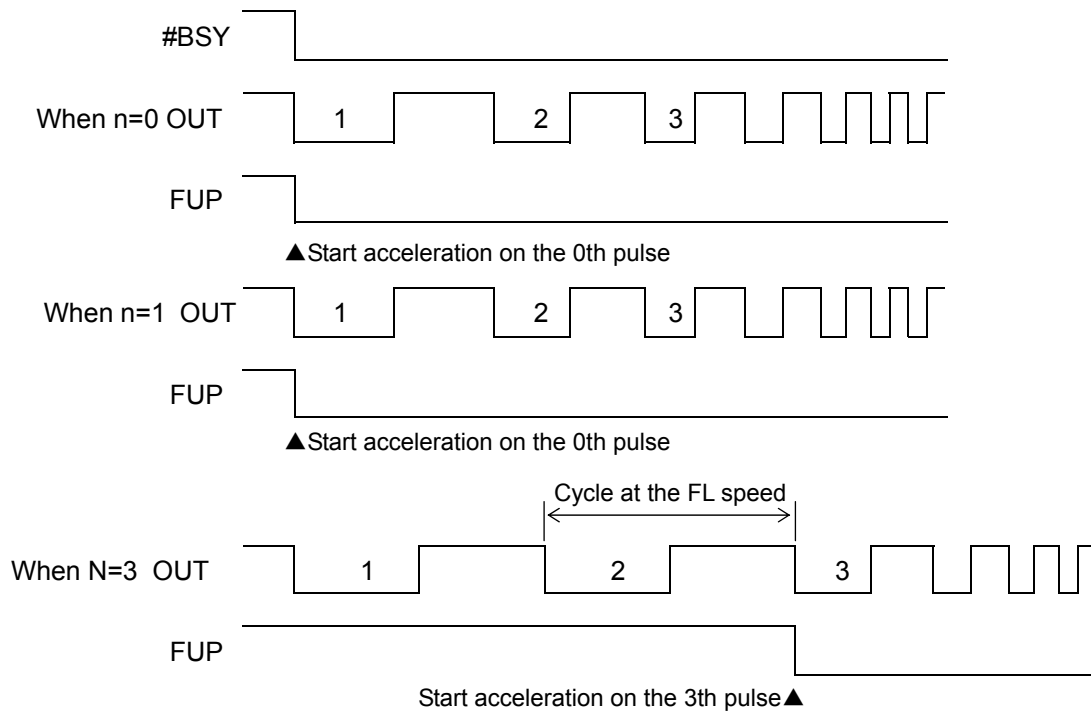 #BSY
When n=0 OUT 1 2 3
FUP
▲Start acceleration on the 0th pulse
When n=1 OUT 1 2 3
FUP
▲Start acceleration on the 0th pulse
Cycle at the FL speed
When N=3 OUT 1 2 3
FUP
Start acceleration on the 3th pulse▲